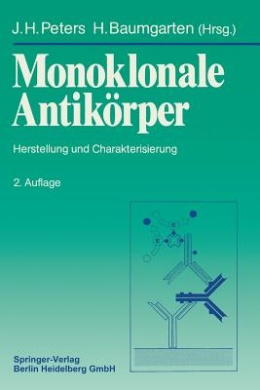 J. H. Peters H. Baumgarten (Hrsg.)
Monoklonale
Antikörper
Herstellung und Charakterisierung
2. Auflage
Springer-Verlag
Berlin Heidelberg GmbH